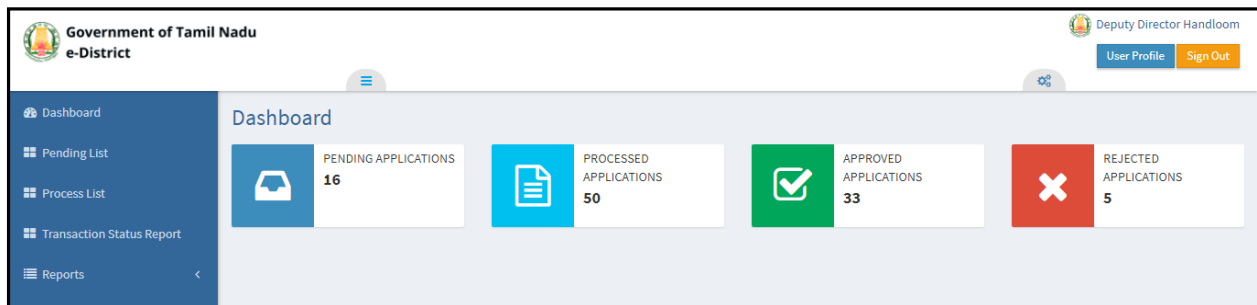 Government of Tamil Nadu
e-District
Deputy Director Handloom
User Profile
Sign Out
Dashboard
Pending List
Process List
Transaction Status Report
Reports
Dashboard
PENDING APPLICATIONS
16
PROCESSED
APPLICATIONS
50
APPROVED
APPLICATIONS
33
REJECTED
APPLICATIONS
5